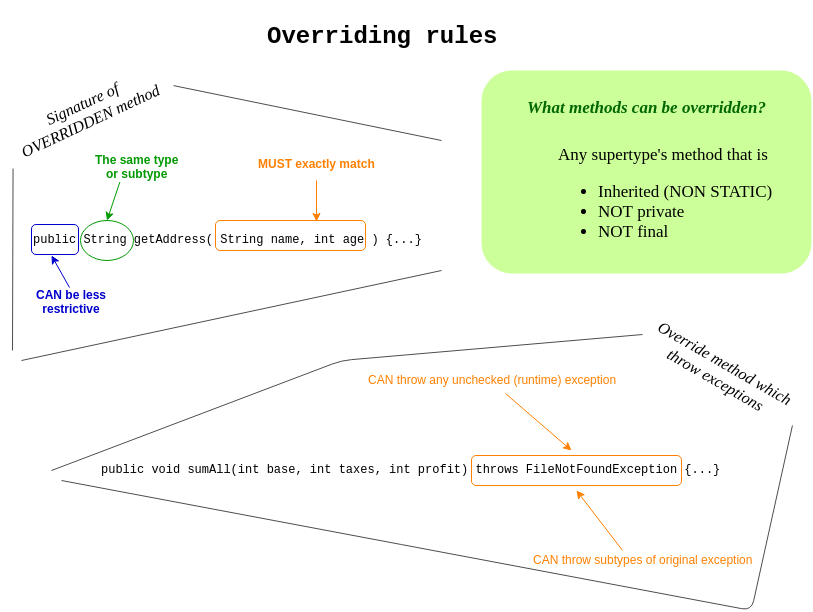 Overriding rules
Signature of
OVERRIDDEN method
The same type
or subtype
MUST exactly match
public String getAddress( String name, int age ) {...}
CAN be less
restrictive
What methods can be overridden?
Any supertype's method that is
• Inherited (NON STATIC)
• NOT private
• NOT final
Override method which
throw exceptions
CAN throw any unchecked (runtime) exception
public void sumAll(int base, int taxes, int profit) throws FileNotFoundException {...}
CAN throw subtypes of original exception